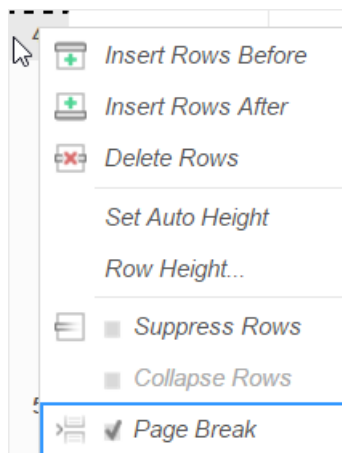 Insert Rows Before
Insert Rows After
Delete Rows
Set Auto Height
Row Height...
Suppress Rows
Collapse Rows
Page Break